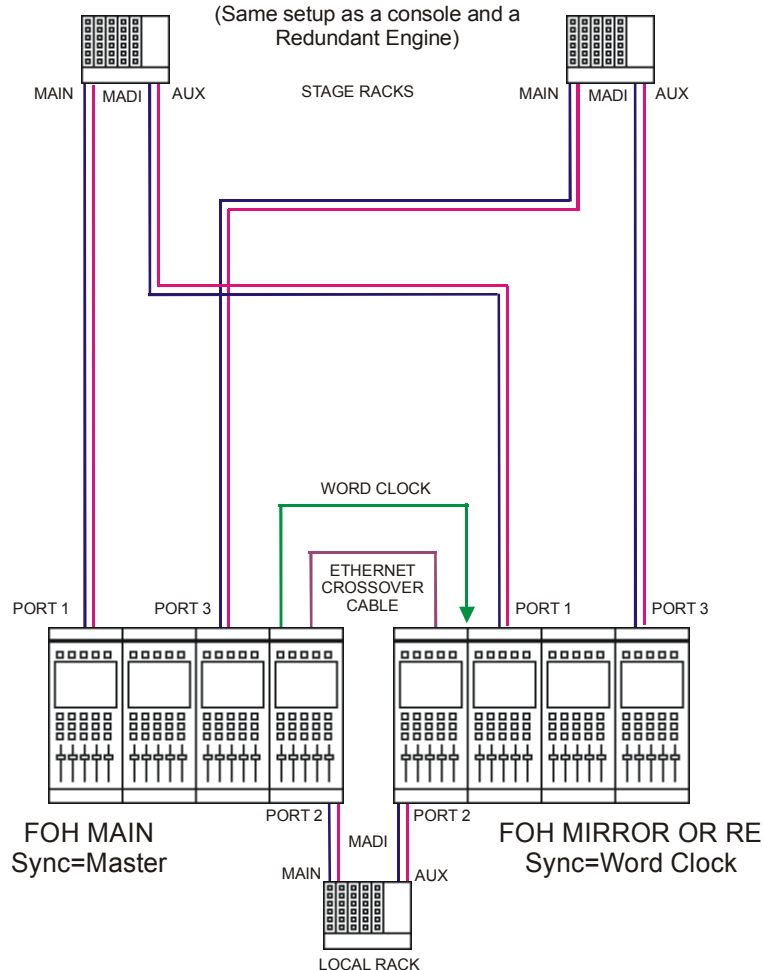 (Same setup as a console and a
Redundant Engine)
MAIN MADI AUX
STAGE RACKS
MAIN MADI AUX
WORD CLOCK
ETHERNET
CROSSOVER
CABLE
PORT 1
PORT 3
PORT 1
PORT 3
PORT 2
PORT 2
FOH MAIN
Sync=Master
MADI
FOH MIRROR OR RE
Sync=Word Clock
MAIN
AUX
LOCAL RACK